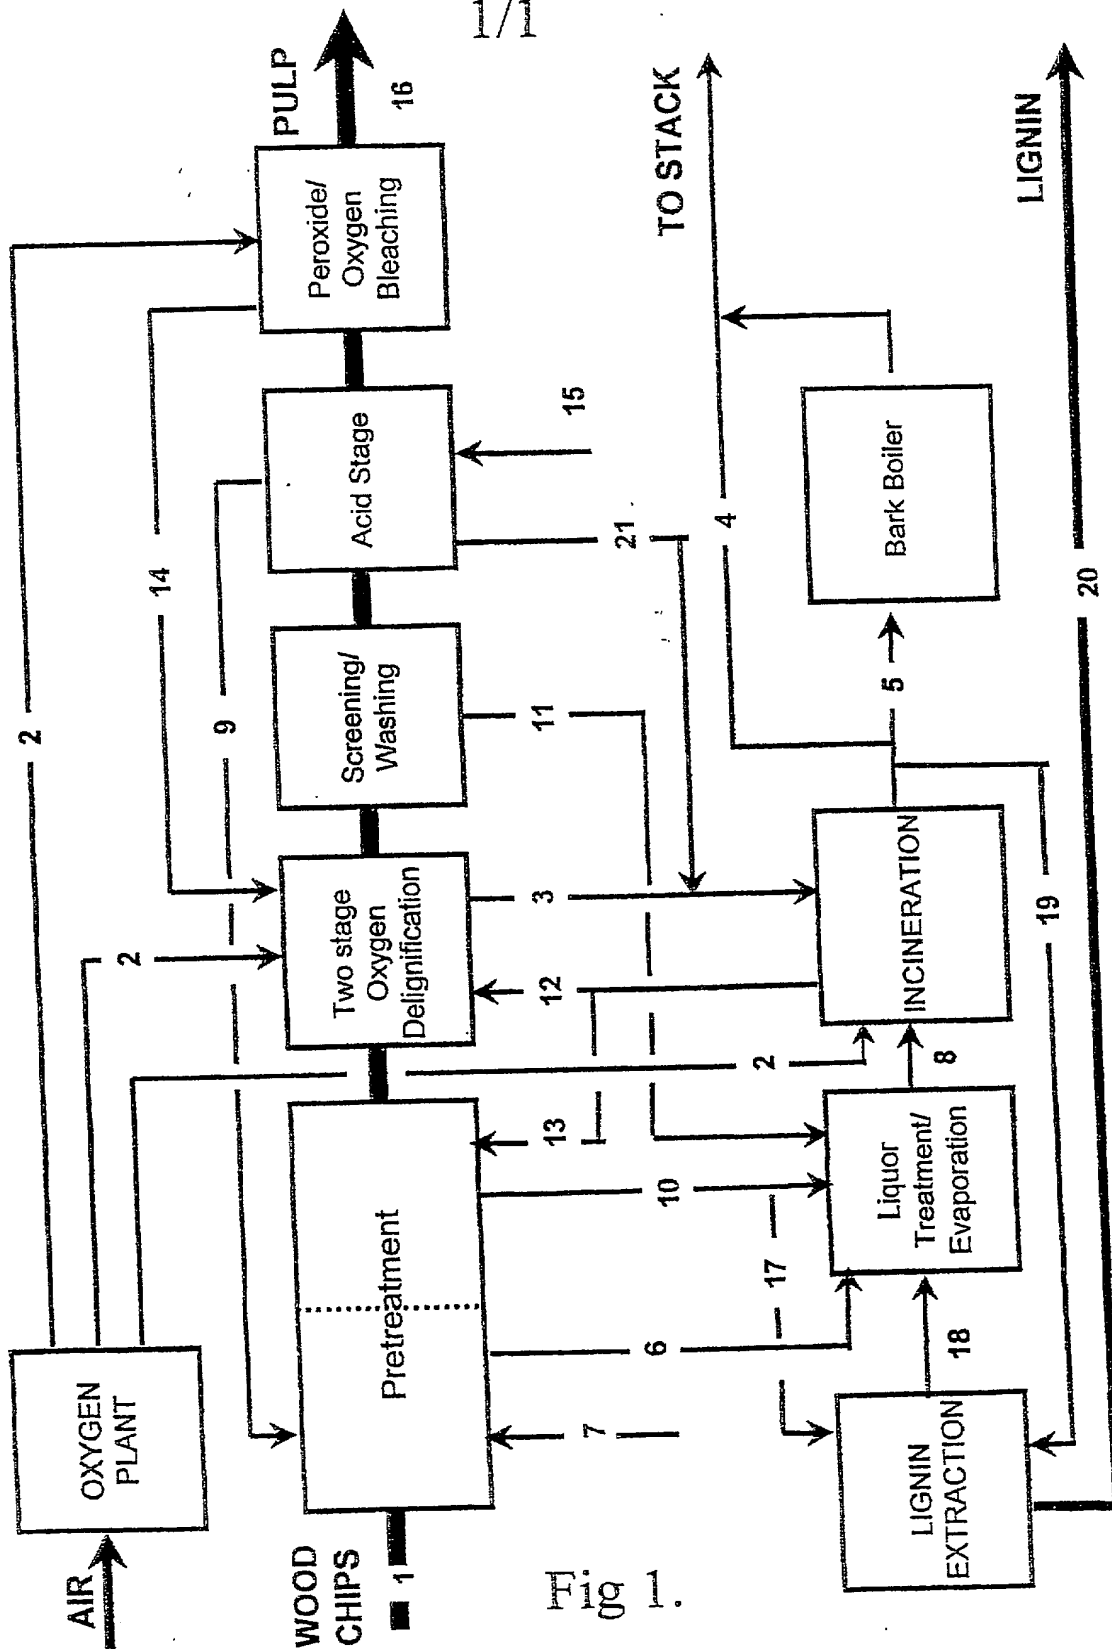 1/1
AIR
OXYGEN
PLANT
2
2
2
14
9
WOOD
CHIPS
1
Pretreatment
Two stage
Oxygen
Delignification
Screening/
Washing
Acid Stage
Peroxide/
Oxygen
Bleaching
PULP
16
7
6
10
13
12
3
11
21
15
17
LIGNIN
EXTRACTION
18
Liquor
Treatment/
Evaporation
8
INCINERATION
5
4
Bark Boiler
TO STACK
19
20
LIGNIN
Fig 1.